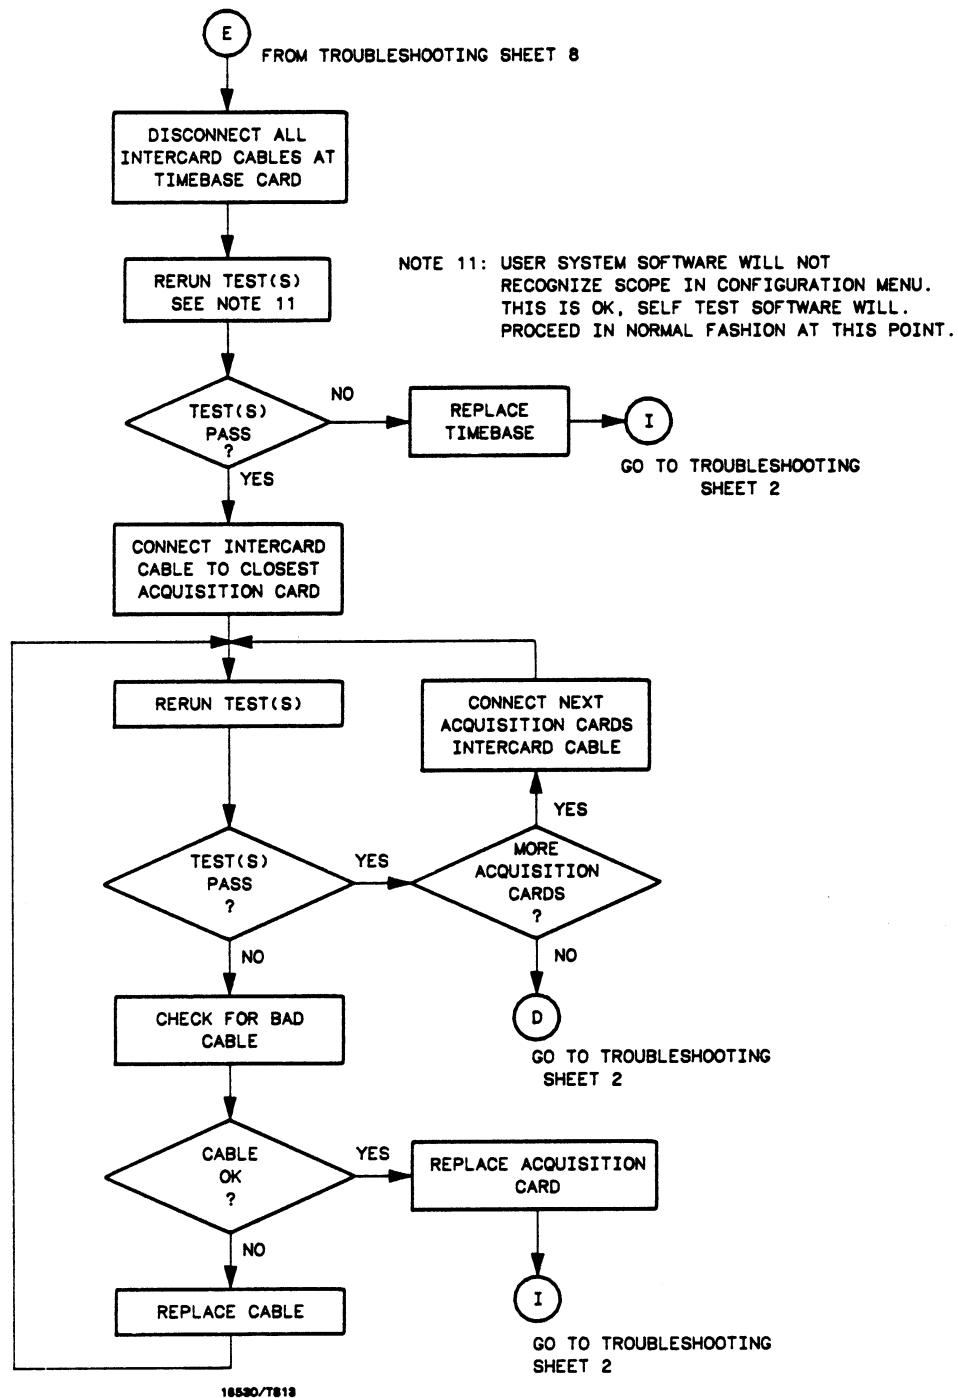 E
FROM TROUBLESHOOTING SHEET 8
DISCONNECT ALL
INTERCARD CABLES AT
TIMEBASE CARD
RERUN TEST(S)
SEE NOTE 11
NOTE 11: USER SYSTEM SOFTWARE WILL NOT
RECOGNIZE SCOPE IN CONFIGURATION MENU.
THIS IS OK, SELF TEST SOFTWARE WILL.
PROCEED IN NORMAL FASHION AT THIS POINT.
TEST(S)
PASS
?
NO
REPLACE
TIMEBASE
I
GO TO TROUBLESHOOTING
SHEET 2
YES
CONNECT INTERCARD
CABLE TO CLOSEST
ACQUISITION CARD
RERUN TEST(S)
CONNECT NEXT
ACQUISITION CARDS
INTERCARD CABLE
YES
TEST(S)
PASS
?
YES
MORE
ACQUISITION
CARDS
?
NO
NO
D
GO TO TROUBLESHOOTING
SHEET 2
CHECK FOR BAD
CABLE
CABLE
OK
?
YES
REPLACE ACQUISITION
CARD
NO
REPLACE CABLE
I
GO TO TROUBLESHOOTING
SHEET 2
16530/TS13